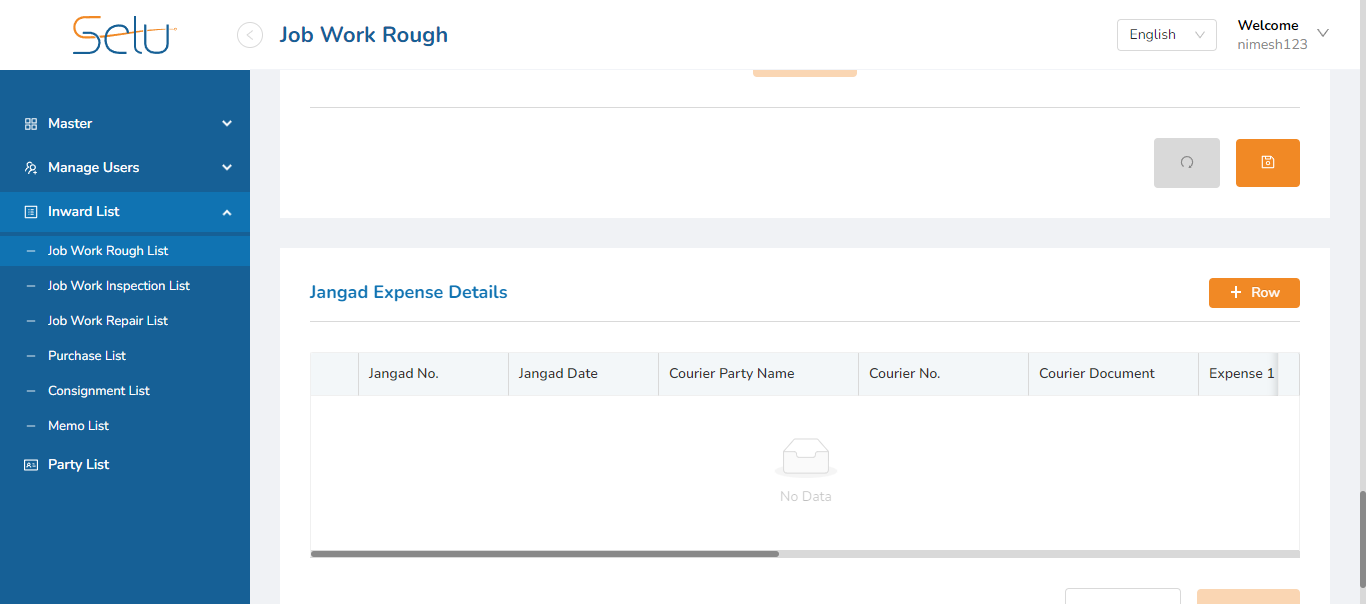 Selu
Job Work Rough
English
Welcome
nimesh123
Master
Manage Users
Inward List
Job Work Rough List
Job Work Inspection List
Job Work Repair List
Purchase List
Consignment List
Memo List
Party List
Jangad Expense Details
+ Row
Jangad No.
Jangad Date
Courier Party Name
Courier No.
Courier Document
Expense 1
No Data